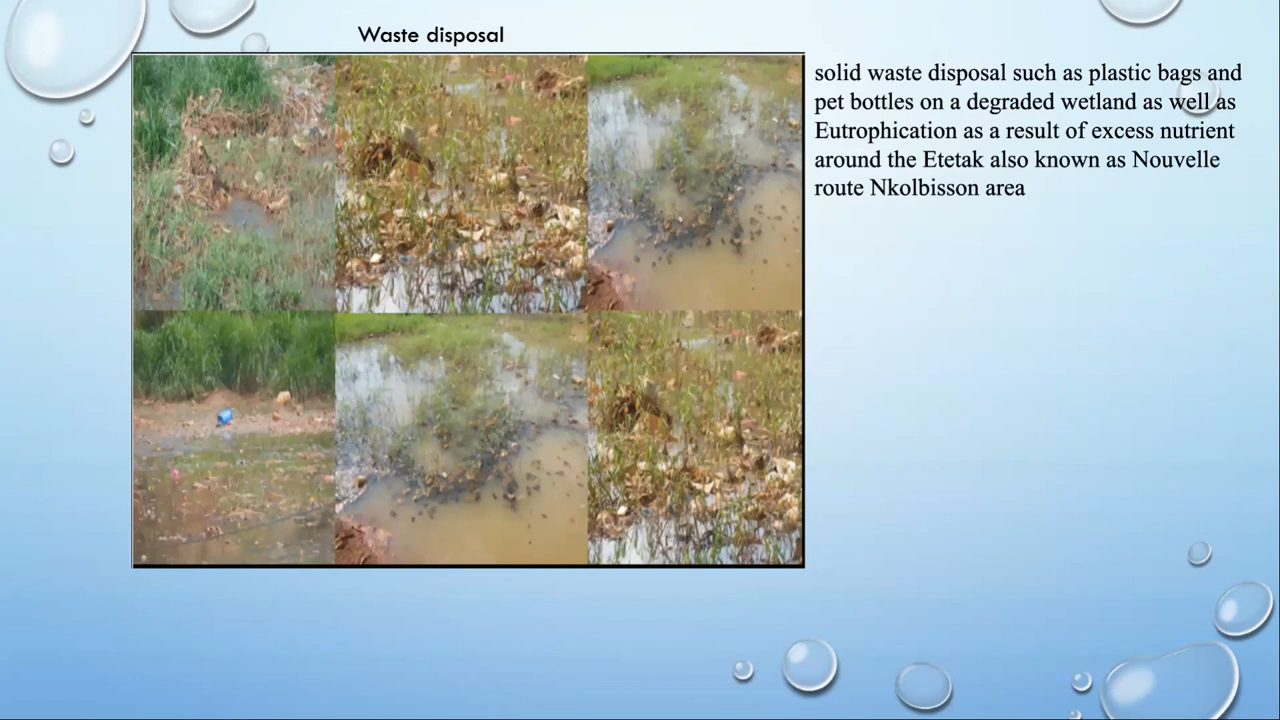 Waste disposal
solid waste disposal such as plastic bags and
pet bottles on a degraded wetland as well as
Eutrophication as a result of excess nutrient
around the Etetak also known as Nouvelle
route Nkolbisson area